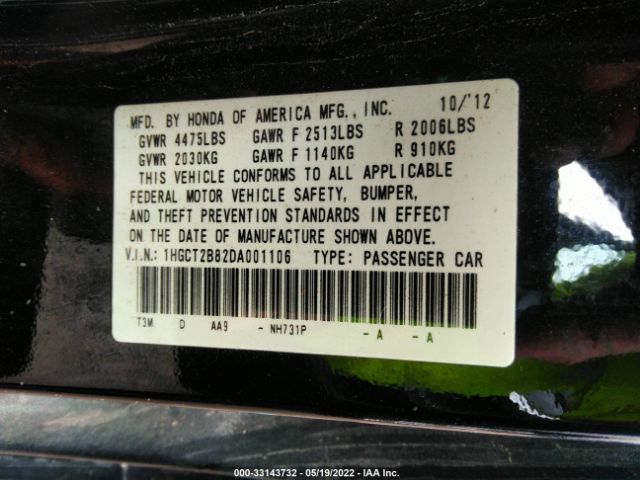 MFD. BY HONDA OF AMERICA MFG., INC. 10/'12
GVWR 4475LBS GAWR F 2513LBS R 2006LBS
GVWR 2030KG GAWR F 1140KG R 910KG
THIS VEHICLE CONFORMS TO ALL APPLICABLE
FEDERAL MOTOR VEHICLE SAFETY, BUMPER,
AND THEFT PREVENTION STANDARDS IN EFFECT
ON THE DATE OF MANUFACTURE SHOWN ABOVE.
V.I.N.: 1HGCT2B82DA001106 TYPE: PASSENGER CAR
T3M D AA9 - NH731P - A - A
000-33143732 - 05/19/2022 - IAA Inc.